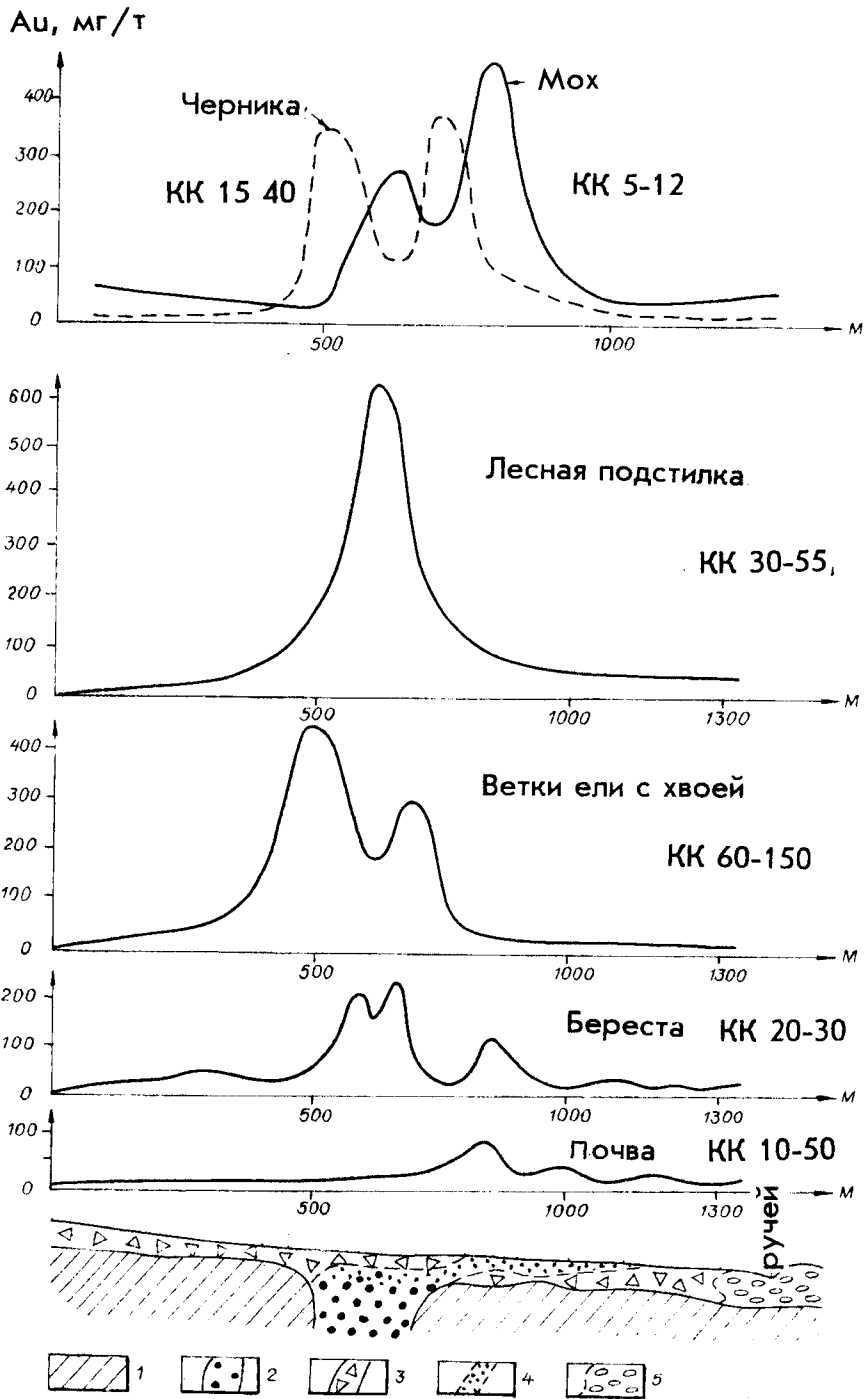 Au, мг/т
400
300
200
100
0
Черника
Мох
КК 15 40
КК 5-12
500
1000
м
600
500
400
300
200
100
0
Лесная подстилка
КК 30-55
500
1000
1300
м
400
300
200
100
0
Ветки ели с хвоей
КК 60-150
500
1000
1300
м
200
100
0
Береста КК 20-30
500
1000
1300
м
100
0
Почва КК 10-50
500
1000
1300
м
ручей
1 2 3 4 5